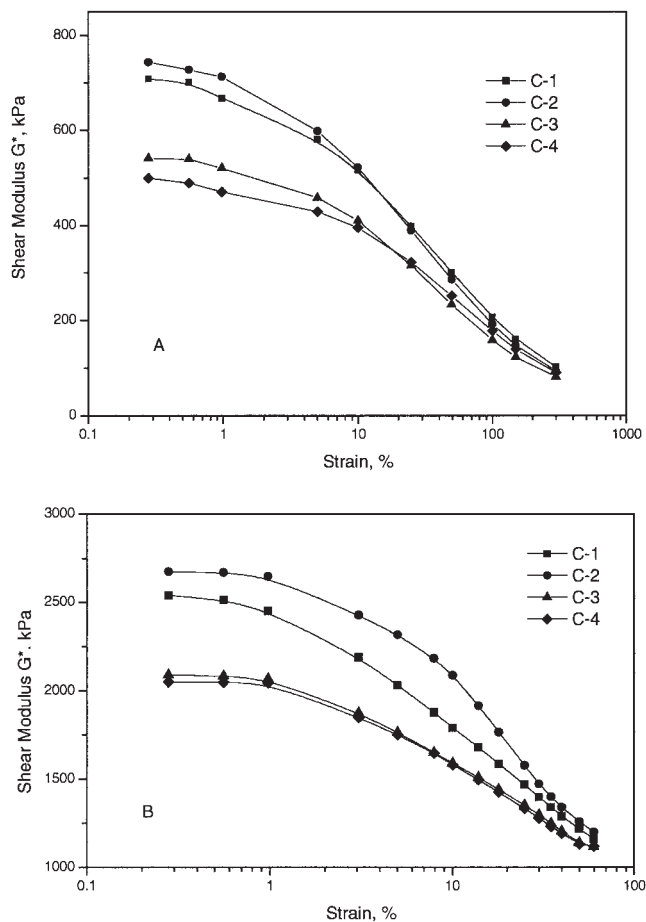 800
600
400
200
0
Shear Modulus G*, kPa
C-1
C-2
C-3
C-4
A
0.1 1 10 100 1000
Strain, %
3000
2500
2000
1500
1000
Shear Modulus G*. kPa
C-1
C-2
C-3
C-4
B
0.1 1 10 100
Strain, %